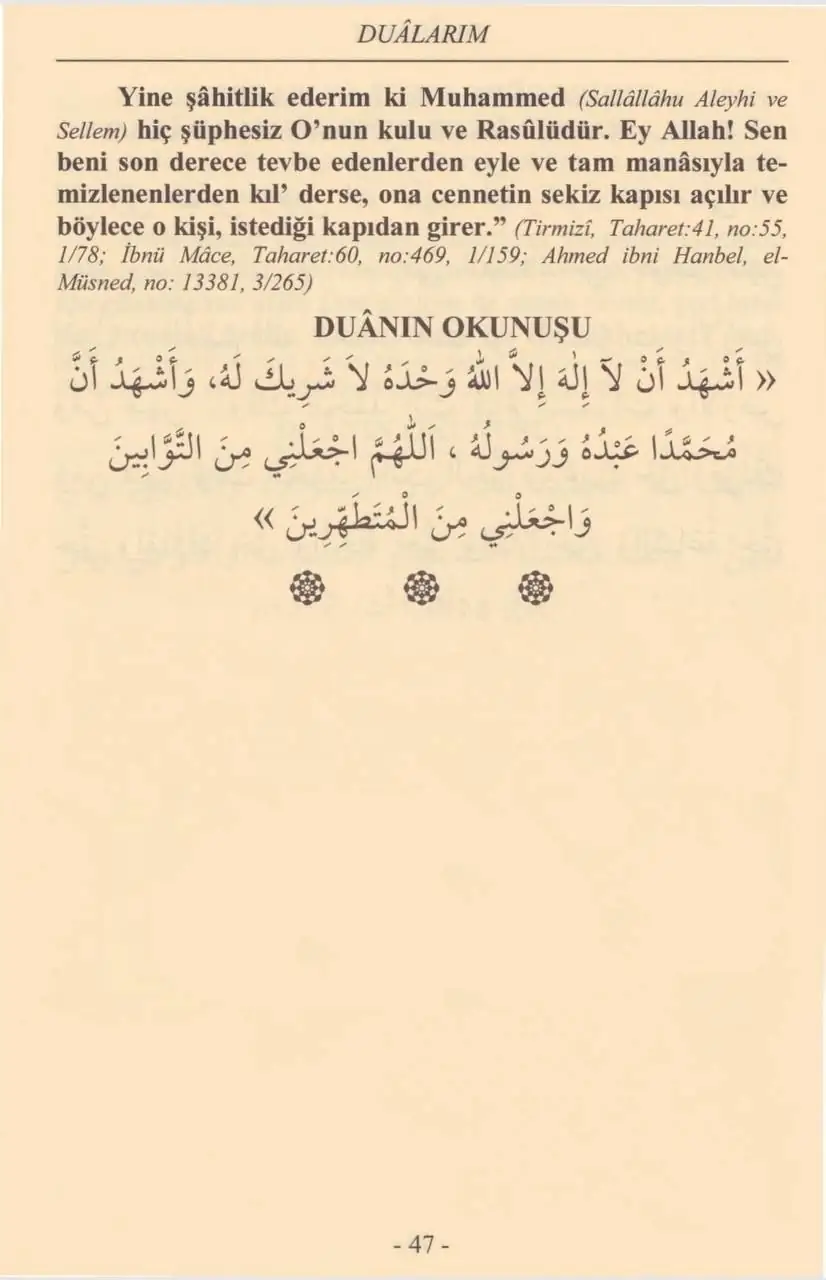 DUÂLARIM
Yine şâhitlik ederim ki Muhammed (Sallâllâhu Aleyhi ve
Sellem) hiç şüphesiz O’nun kulu ve Rasûlüdür. Ey Allah! Sen
beni son derece tevbe edenlerden eyle ve tam manâsıyla te-
mizlenenlerden kıl’ derse, ona cennetin sekiz kapısı açılır ve
böylece o kişi, istediği kapıdan girer.” (Tirmizî, Taharet:41, no:55,
1/78; İbnü Mâce, Taharet:60, no:469, 1/159; Ahmed ibni Hanbel, el-
Müsned, no: 13381, 3/265)
DUÂNIN OKUNUŞU
« أَشْهَدُ أَنْ لآ إِلٰهَ إِلاَّ اللهُ وَحْدَهُ لاَ شَرِيكَ لَهُ، وَأَشْهَدُ أَنَّ
مُحَمَّدًا عَبْدُهُ وَرَسُولُهُ ، اَللّٰهُمَّ اجْعَلْنِي مِنَ التَّوَّابِينَ
وَاجْعَلْنِي مِنَ الْمُتَطَهِّرِينَ »
- 47 -